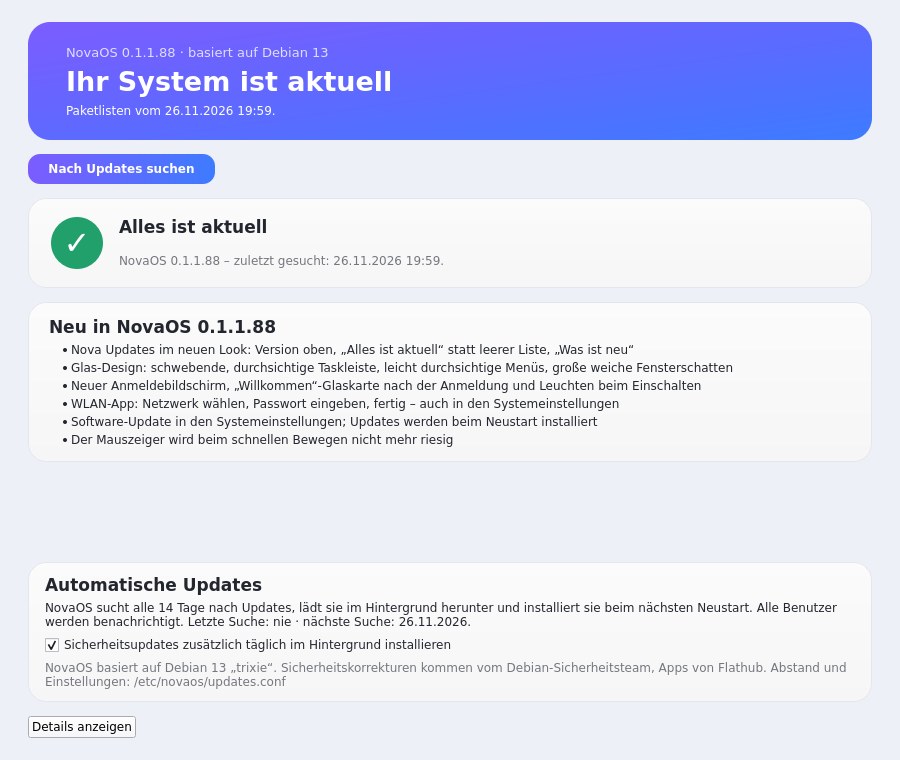 NovaOS 0.1.1.88 · basiert auf Debian 13
Ihr System ist aktuell
Paketlisten vom 26.11.2026 19:59.
Nach Updates suchen
✓
Alles ist aktuell
NovaOS 0.1.1.88 – zuletzt gesucht: 26.11.2026 19:59.
Neu in NovaOS 0.1.1.88
• Nova Updates im neuen Look: Version oben, „Alles ist aktuell“ statt leerer Liste, „Was ist neu“
• Glas-Design: schwebende, durchsichtige Taskleiste, leicht durchsichtige Menüs, große weiche Fensterschatten
• Neuer Anmeldebildschirm, „Willkommen“-Glaskarte nach der Anmeldung und Leuchten beim Einschalten
• WLAN-App: Netzwerk wählen, Passwort eingeben, fertig – auch in den Systemeinstellungen
• Software-Update in den Systemeinstellungen; Updates werden beim Neustart installiert
• Der Mauszeiger wird beim schnellen Bewegen nicht mehr riesig
Automatische Updates
NovaOS sucht alle 14 Tage nach Updates, lädt sie im Hintergrund herunter und installiert sie beim nächsten Neustart. Alle Benutzer
werden benachrichtigt. Letzte Suche: nie · nächste Suche: 26.11.2026.
Sicherheitsupdates zusätzlich täglich im Hintergrund installieren
NovaOS basiert auf Debian 13 „trixie“. Sicherheitskorrekturen kommen vom Debian-Sicherheitsteam, Apps von Flathub. Abstand und
Einstellungen: /etc/novaos/updates.conf
Details anzeigen